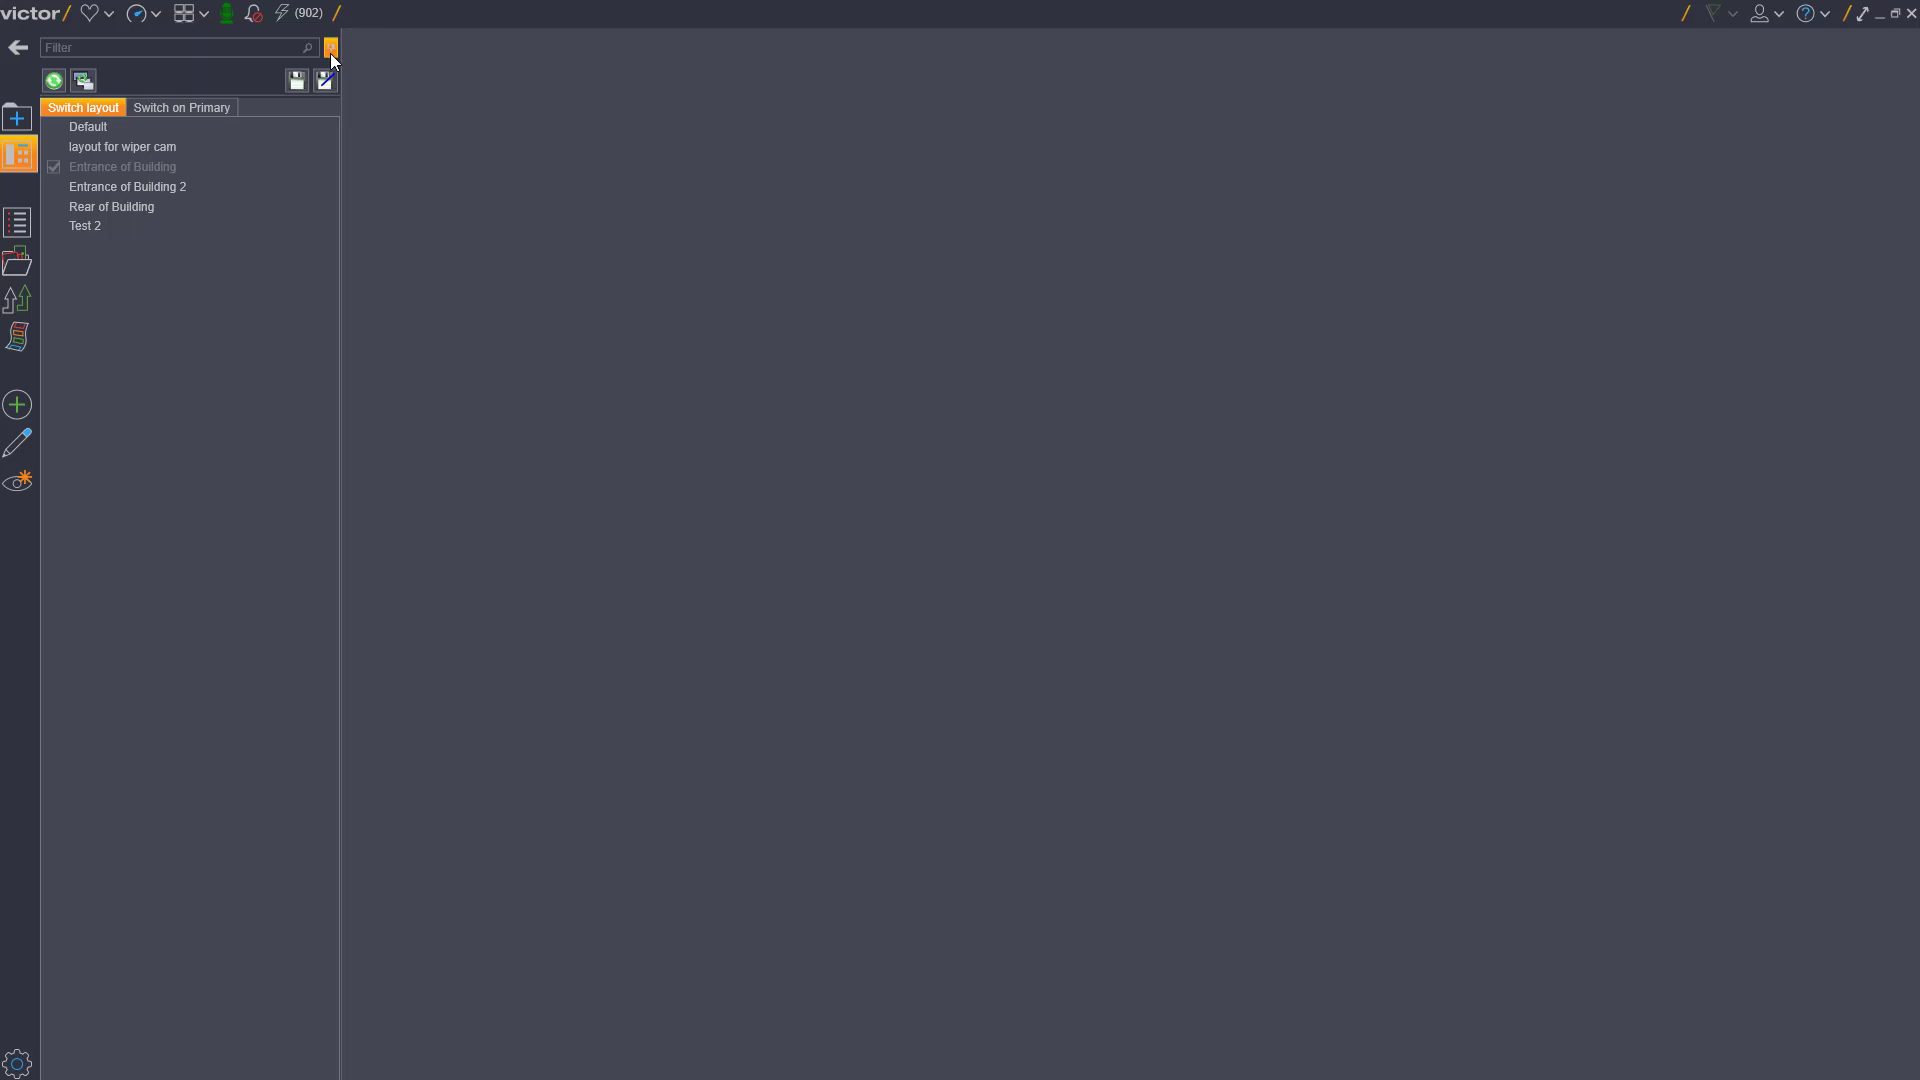 victor
(902)
Filter
Switch layout
Switch on Primary
Default
layout for wiper cam
Entrance of Building
Entrance of Building 2
Rear of Building
Test 2